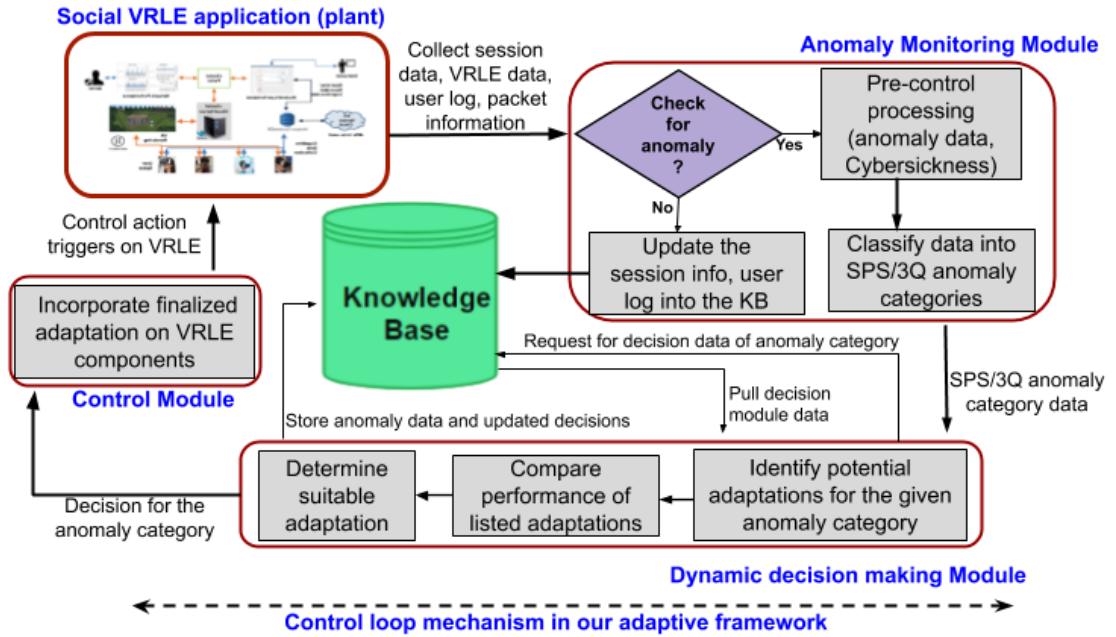 Social VRLE application (plant)
Collect session
data, VRLE data,
user log, packet
information
Anomaly Monitoring Module
Check
for
anomaly
?
Yes
No
Pre-control
processing
(anomaly data,
Cybersickness)
Classify data into
SPS/3Q anomaly
categories
Update the
session info, user
log into the KB
Control action
triggers on VRLE
Knowledge
Base
Incorporate finalized
adaptation on VRLE
components
Control Module
Request for decision data of anomaly category
Pull decision
module data
SPS/3Q anomaly
category data
Store anomaly data and updated decisions
Determine
suitable
adaptation
Compare
performance of
listed adaptations
Identify potential
adaptations for the given
anomaly category
Decision for the
anomaly category
Dynamic decision making Module
Control loop mechanism in our adaptive framework